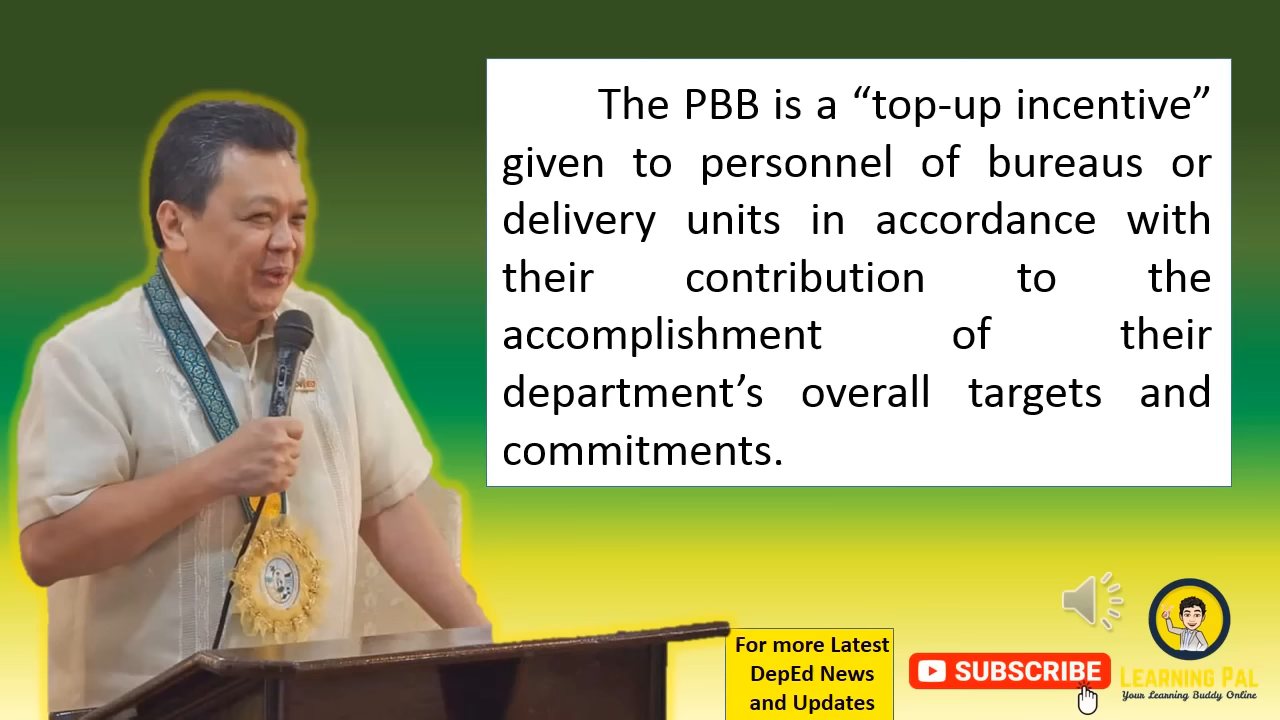 The PBB is a “top-up incentive”
given to personnel of bureaus or
delivery units in accordance with
their contribution to the
accomplishment of their
department’s overall targets and
commitments.
For more Latest
DepEd News
and Updates
SUBSCRIBE
LEARNING PAL
Your Learning Buddy Online